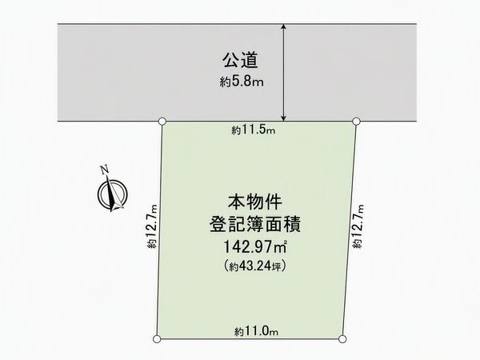 公道
約5.8m
約11.5m
N
約12.7m
本物件
登記簿面積
142.97㎡
(約43.24坪)
約12.7m
約11.0m